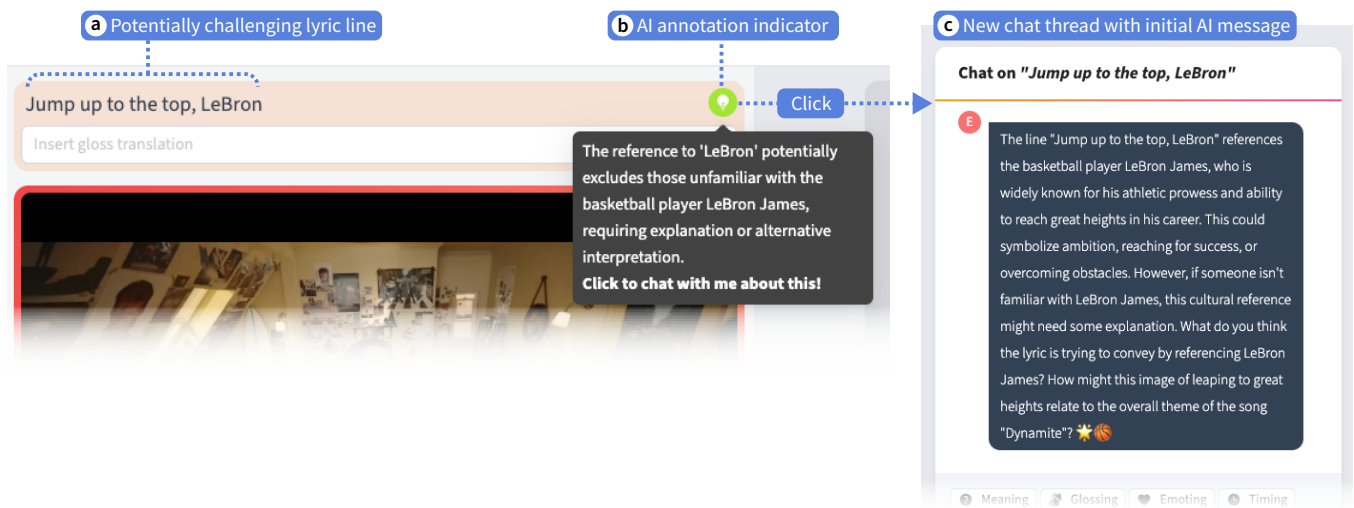 a Potentially challenging lyric line
b AI annotation indicator
c New chat thread with initial AI message
Jump up to the top, LeBron
Insert gloss translation
Click
The reference to 'LeBron' potentially
excludes those unfamiliar with the
basketball player LeBron James,
requiring explanation or alternative
interpretation.
Click to chat with me about this!
Chat on "Jump up to the top, LeBron"
E
The line "Jump up to the top, LeBron" references
the basketball player LeBron James, who is
widely known for his athletic prowess and ability
to reach great heights in his career. This could
symbolize ambition, reaching for success, or
overcoming obstacles. However, if someone isn't
familiar with LeBron James, this cultural reference
might need some explanation. What do you think
the lyric is trying to convey by referencing LeBron
James? How might this image of leaping to great
heights relate to the overall theme of the song
"Dynamite"? 🌟🏀
Meaning Glossing Emoting Timing